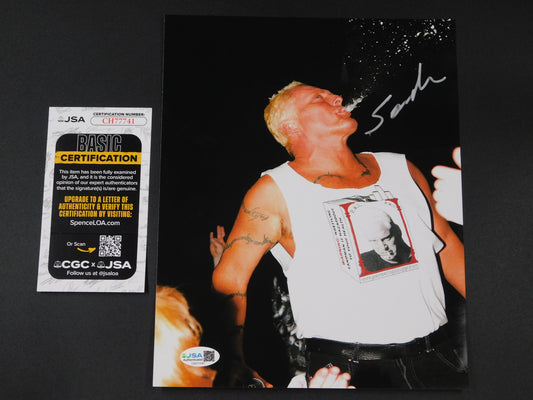 JSA
CERTIFICATION NUMBER:
CH77741
BASIC
CERTIFICATION
This item has been fully examined
by JSA, and it is the considered
opinion of our expert authenticators
that the signature(s) is/are genuine.
UPGRADE TO A LETTER OF
AUTHENTICITY & VERIFY THIS
CERTIFICATION BY VISITING:
SpenceLOA.com
Or Scan
CGC x JSA
Follow us at @jsaloa
Sand
JSA